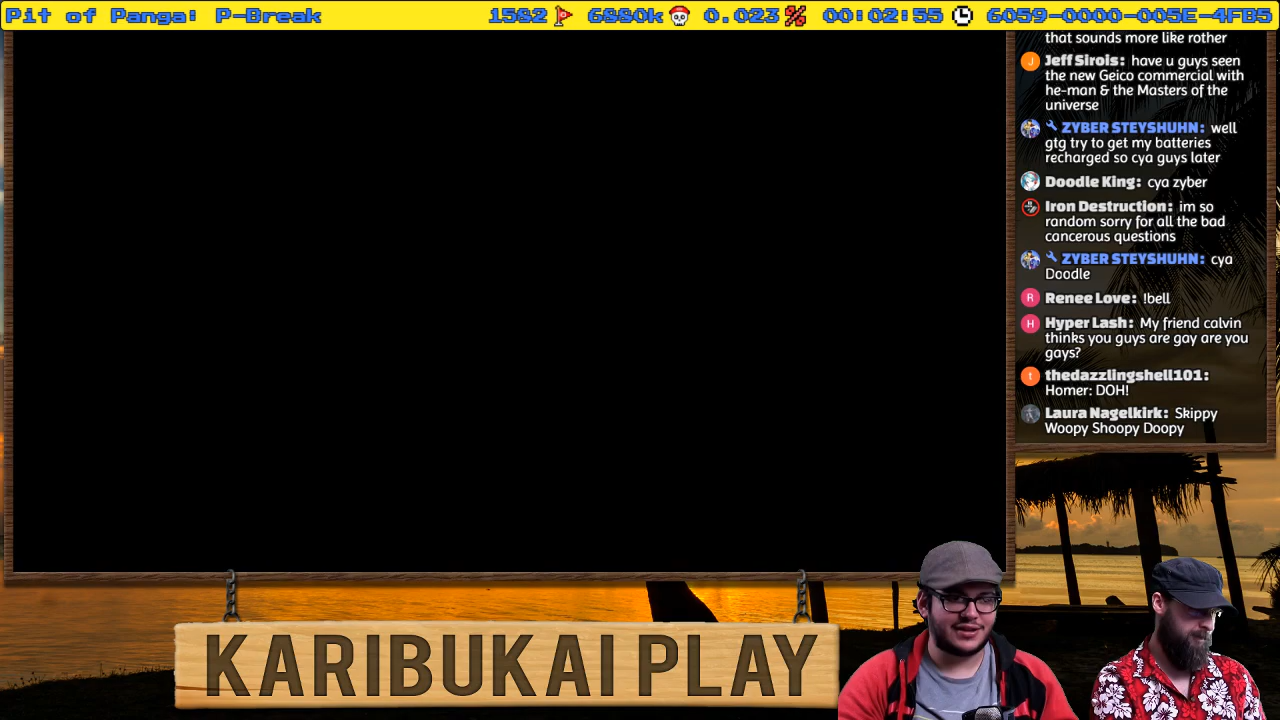 Pit of Panga: P-Break 1582 6880k 0.023 % 00:02:55 6059-0000-005E-4FB5
that sounds more like rother
J Jeff Sirois: have u guys seen
the new Geico commercial with
he-man & the Masters of the
universe
ZYBER STEYSHUHN: well
gtg try to get my batteries
recharged so cya guys later
Doodle King: cya zyber
Iron Destruction: im so
random sorry for all the bad
cancerous questions
ZYBER STEYSHUHN: cya
Doodle
R Renee Love: !bell
H Hyper Lash: My friend calvin
thinks you guys are gay are you
gays?
t thedazzlingshell101:
Homer: DOH!
Laura Nagelkirk: Skippy
Woopy Shoopy Doopy
KARIBUKAI PLAY